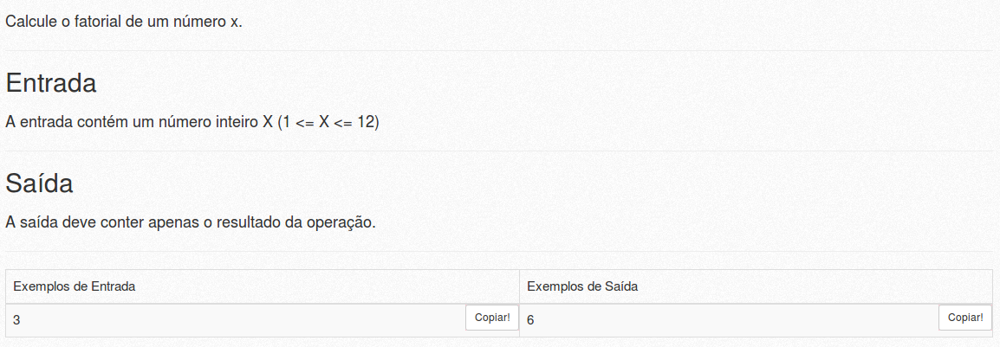 Calcule o fatorial de um número x.
Entrada
A entrada contém um número inteiro X (1 <= X <= 12)
Saída
A saída deve conter apenas o resultado da operação.
Exemplos de Entrada Exemplos de Saída
3 Copiar! 6 Copiar!